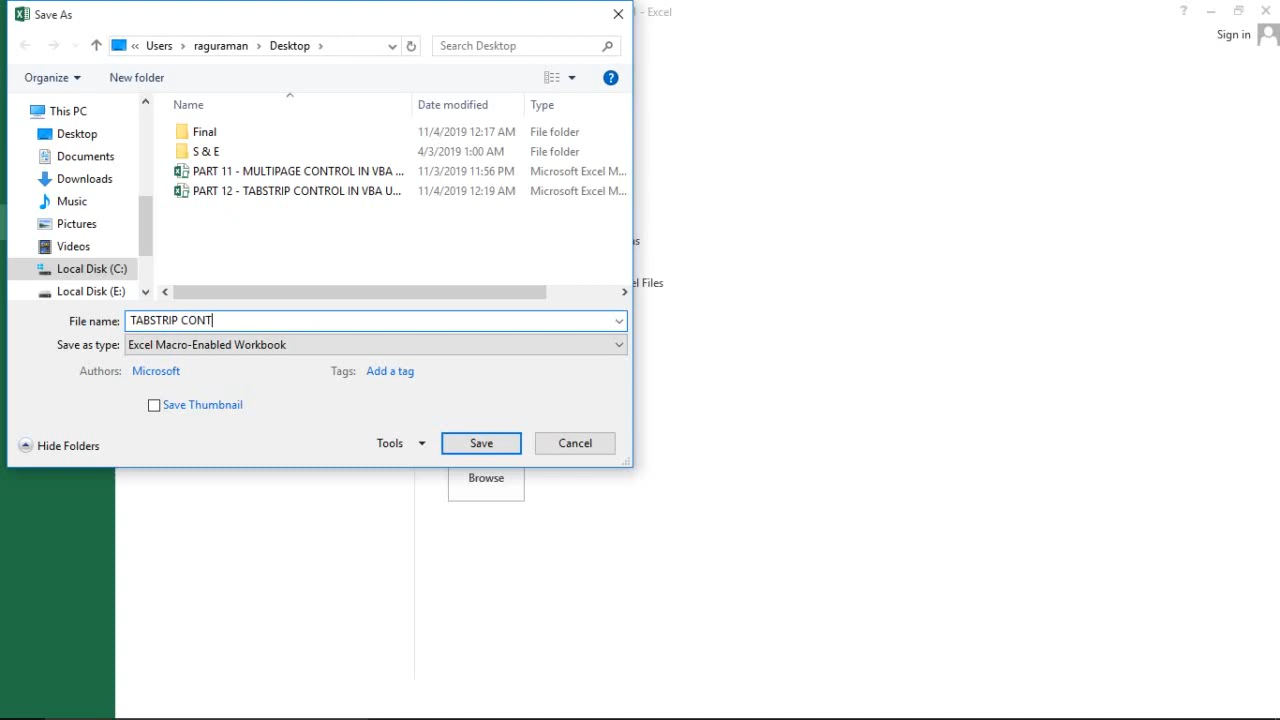 Save As
- Excel
Sign in
« Users › raguraman › Desktop ›
Search Desktop
Organize
New folder
Name
Date modified
Type
This PC
Desktop
Documents
Downloads
Music
Pictures
Videos
Local Disk (C:)
Local Disk (E:)
Final 11/4/2019 12:17 AM File folder
S & E 4/3/2019 1:00 AM File folder
PART 11 - MULTIPAGE CONTROL IN VBA ... 11/3/2019 11:56 PM Microsoft Excel M...
PART 12 - TABSTRIP CONTROL IN VBA U... 11/4/2019 12:19 AM Microsoft Excel M...
Files
File name: TABSTRIP CONT
Save as type: Excel Macro-Enabled Workbook
Authors: Microsoft
Tags: Add a tag
Save Thumbnail
Hide Folders
Tools
Save
Cancel
Browse